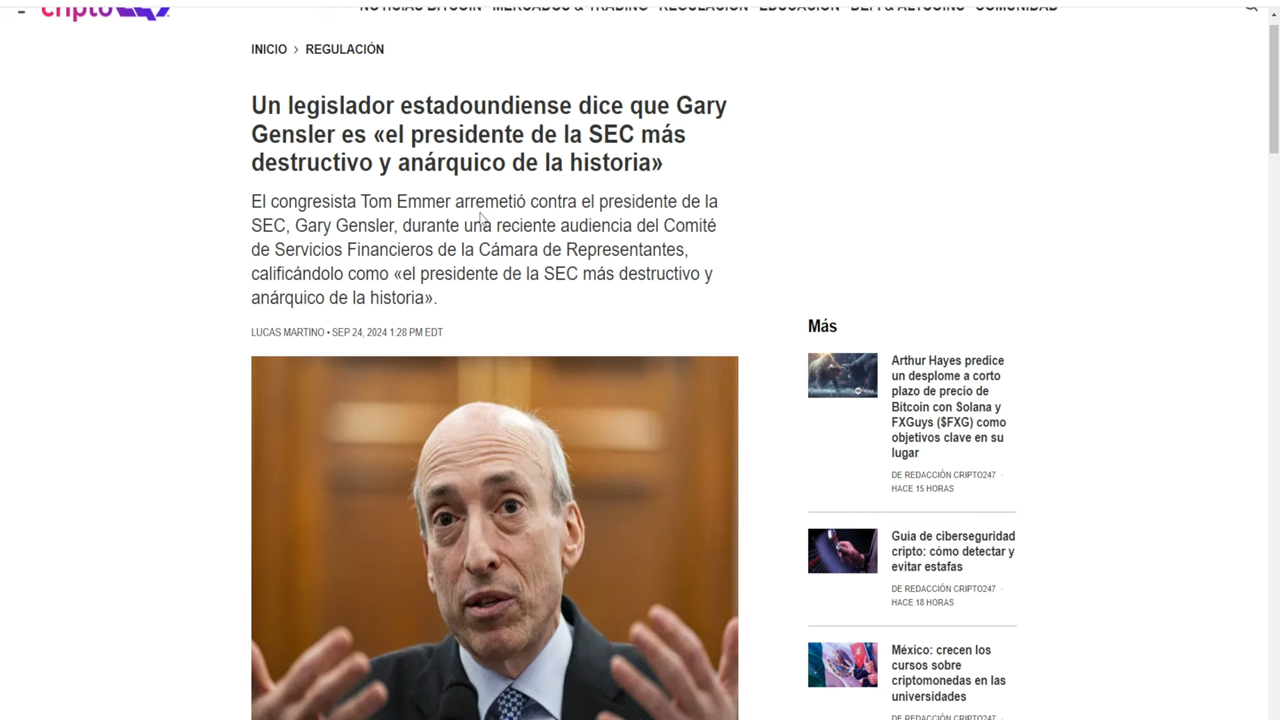 cripto247
NOTICIAS BITCOIN MERCADOS & TRADING REGULACIÓN EDUCACIÓN DEFI & ALTCOINS COMUNIDAD
INICIO › REGULACIÓN
Un legislador estadoundiense dice que Gary
Gensler es «el presidente de la SEC más
destructivo y anárquico de la historia»
El congresista Tom Emmer arremetió contra el presidente de la
SEC, Gary Gensler, durante una reciente audiencia del Comité
de Servicios Financieros de la Cámara de Representantes,
calificándolo como «el presidente de la SEC más destructivo y
anárquico de la historia».
LUCAS MARTINO • SEP 24, 2024 1:28 PM EDT
Más
Arthur Hayes predice
un desplome a corto
plazo de precio de
Bitcoin con Solana y
FXGuys ($FXG) como
objetivos clave en su
lugar
DE REDACCIÓN CRIPTO247 ·
HACE 15 HORAS
Guia de ciberseguridad
cripto: cómo detectar y
evitar estafas
DE REDACCIÓN CRIPTO247 ·
HACE 18 HORAS
México: crecen los
cursos sobre
criptomonedas en las
universidades
DE REDACCIÓN CRIPTO247 ·